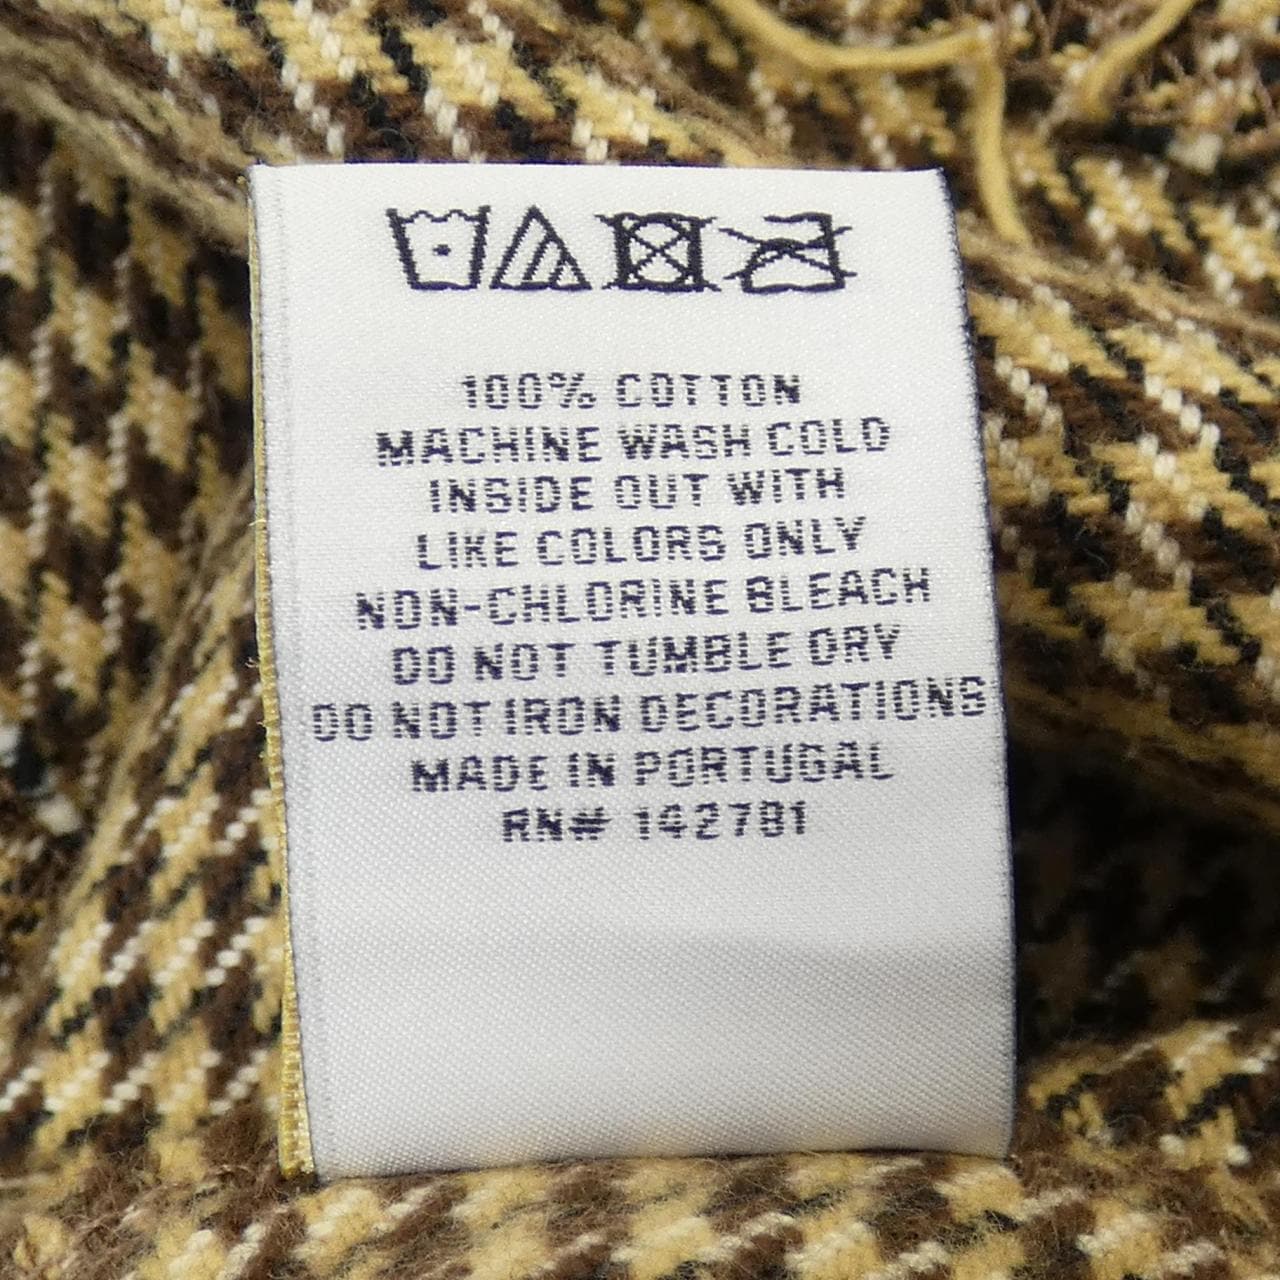 100% COTTON
MACHINE WASH COLD
INSIDE OUT WITH
LIKE COLORS ONLY
NON-CHLORINE BLEACH
DO NOT TUMBLE DRY
DO NOT IRON DECORATIONS
MADE IN PORTUGAL
RN# 142781